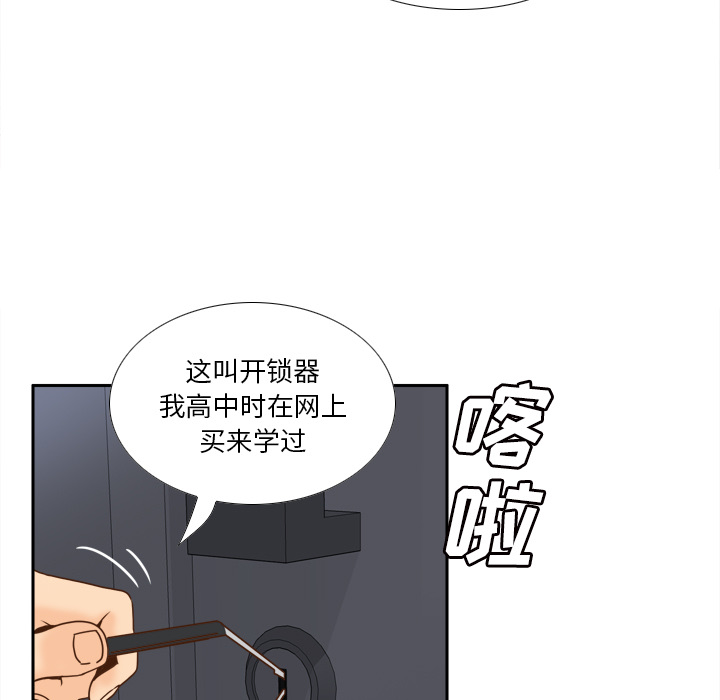 这叫开锁器
我高中时在网上
买来学过
喀
啦